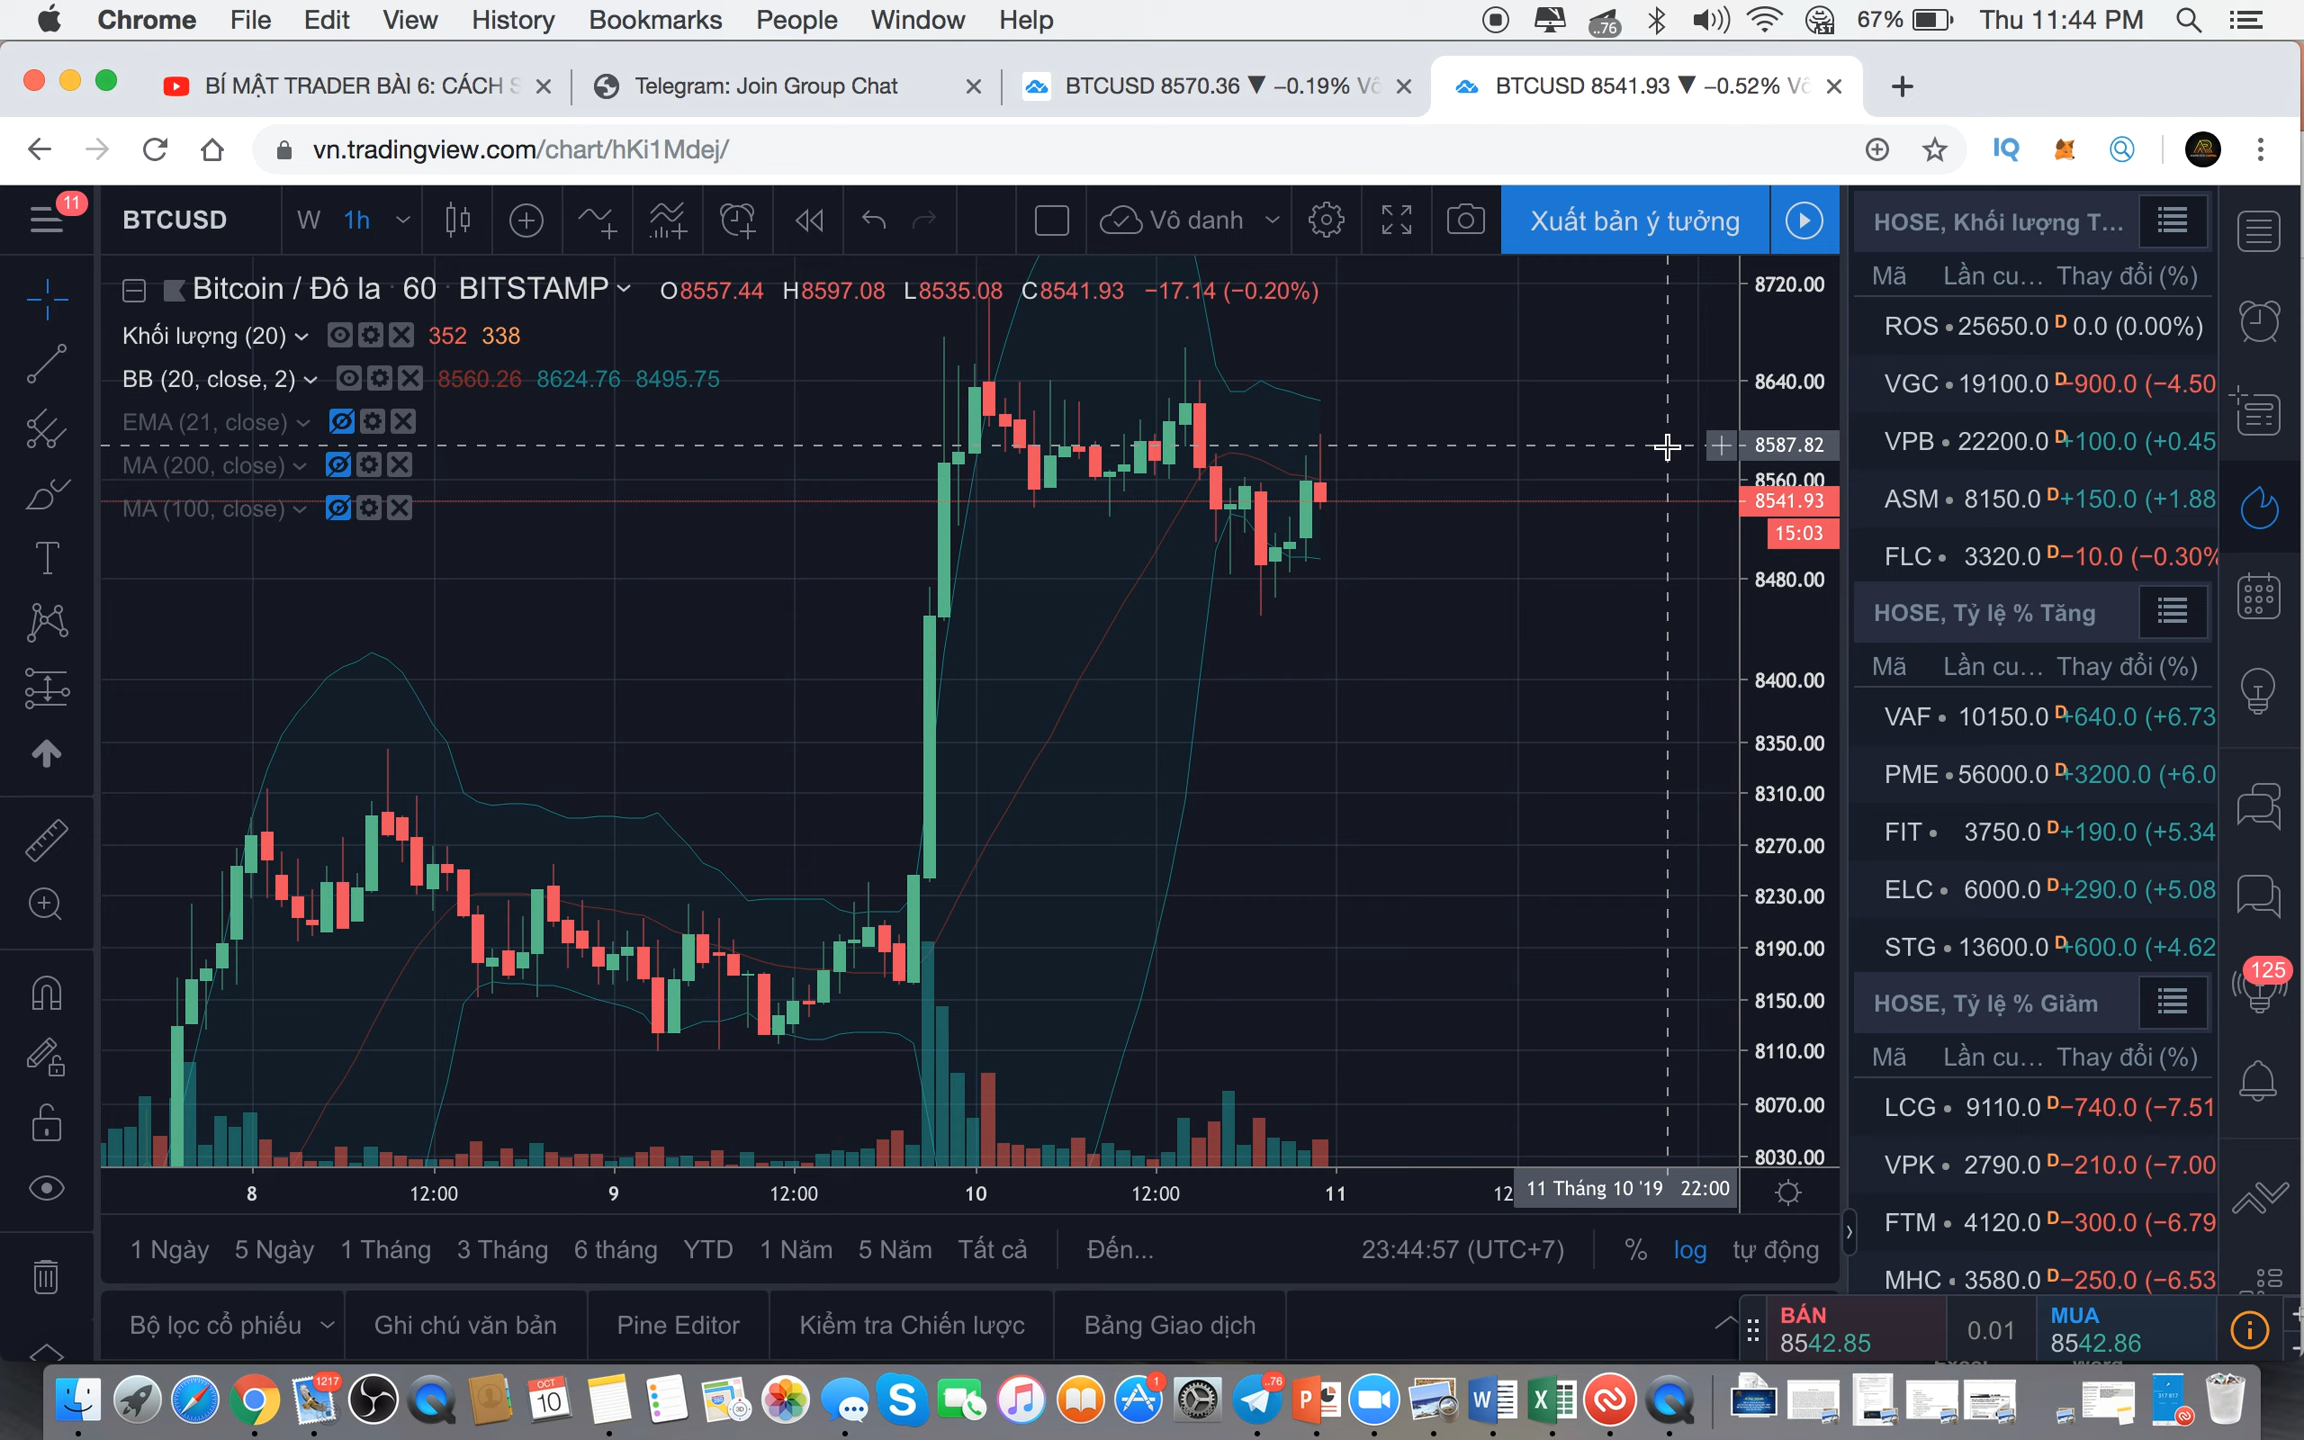 Chrome File Edit View History Bookmarks People Window Help ..76 67% Thu 11:44 PM
BÍ MẬT TRADER BÀI 6: CÁCH S Telegram: Join Group Chat BTCUSD 8570.36 ▼ −0.19% Vô BTCUSD 8541.93 ▼ −0.52% Vô
vn.tradingview.com/chart/hKi1Mdej/ IQ
11 BTCUSD W 1h Vô danh Xuất bản ý tưởng
Bitcoin / Đô la 60 BITSTAMP O8557.44 H8597.08 L8535.08 C8541.93 −17.14 (−0.20%)
Khối lượng (20) 352 338
BB (20, close, 2) 8560.26 8624.76 8495.75
EMA (21, close)
MA (200, close)
MA (100, close)
8720.00
8640.00
8587.82
8560.00
8541.93
15:03
8480.00
8400.00
8350.00
8310.00
8270.00
8230.00
8190.00
8150.00
8110.00
8070.00
8030.00
8 12:00 9 12:00 10 12:00 11 12 11 Tháng 10 '19 22:00
1 Ngày 5 Ngày 1 Tháng 3 Tháng 6 tháng YTD 1 Năm 5 Năm Tất cả Đến... 23:44:57 (UTC+7) % log tự động
Bộ lọc cổ phiếu Ghi chú văn bản Pine Editor Kiểm tra Chiến lược Bảng Giao dịch
HOSE, Khối lượng T...
Mã Lần cu... Thay đổi (%)
ROS 25650.0 D 0.0 (0.00%)
VGC 19100.0 D −900.0 (−4.50
VPB 22200.0 D +100.0 (+0.45
ASM 8150.0 D +150.0 (+1.88
FLC 3320.0 D −10.0 (−0.30%
HOSE, Tỷ lệ % Tăng
Mã Lần cu... Thay đổi (%)
VAF 10150.0 D +640.0 (+6.73
PME 56000.0 D +3200.0 (+6.0
FIT 3750.0 D +190.0 (+5.34
ELC 6000.0 D +290.0 (+5.08
STG 13600.0 D +600.0 (+4.62
HOSE, Tỷ lệ % Giảm
Mã Lần cu... Thay đổi (%)
LCG 9110.0 D −740.0 (−7.51
VPK 2790.0 D −210.0 (−7.00
FTM 4120.0 D −300.0 (−6.79
MHC 3580.0 D −250.0 (−6.53
125
BÁN 8542.85 0.01 MUA 8542.86
1217 OCT 10 1 ..76